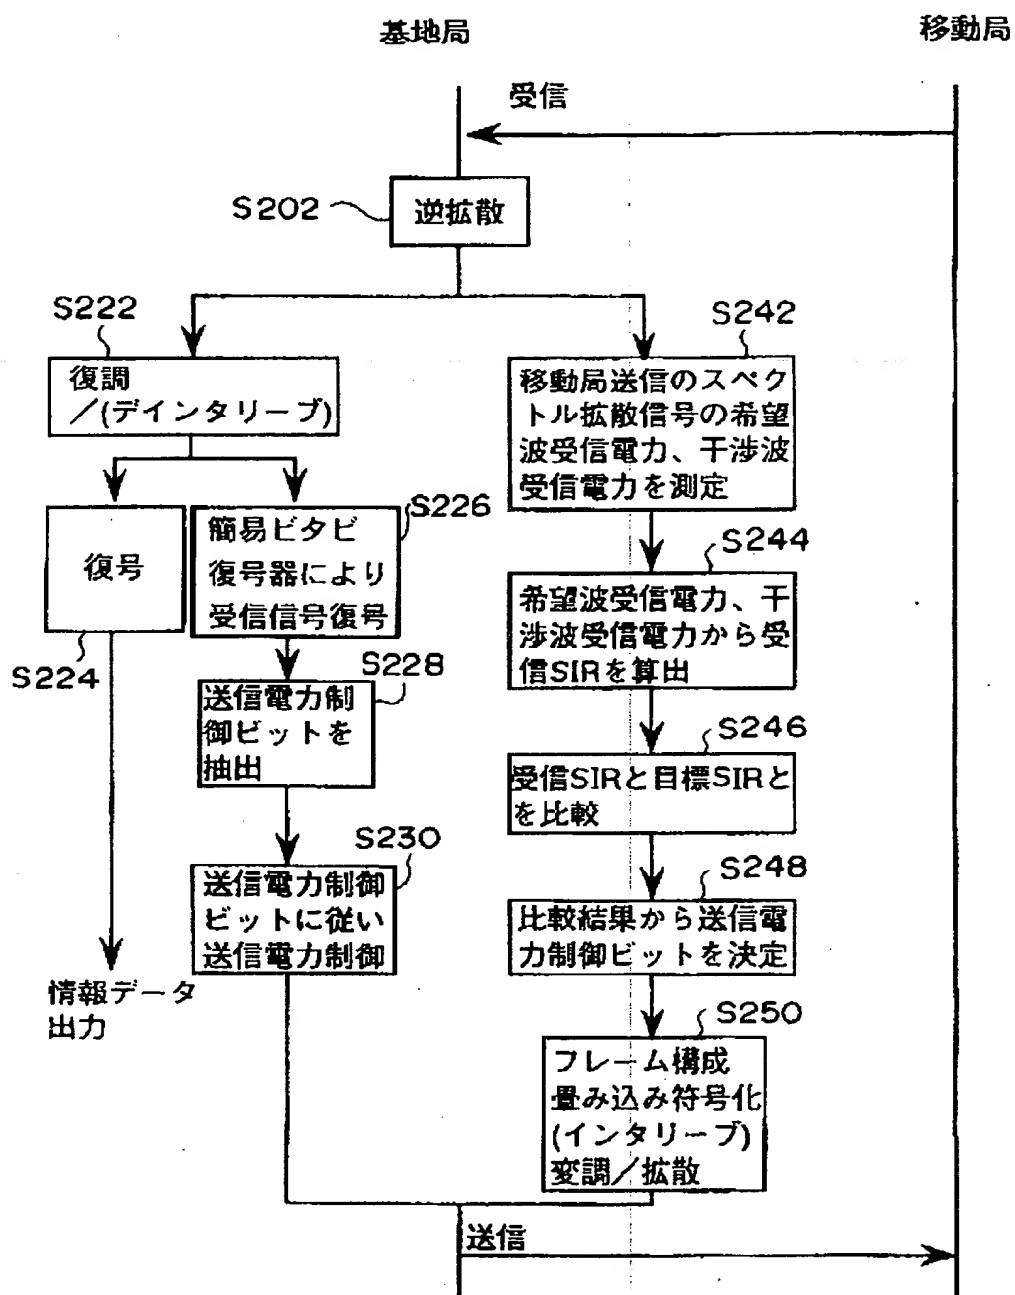 基地局
移動局
受信
S202
逆拡散
S222
復調
／(デインタリーブ)
S224
復号
情報データ
出力
S226
簡易ビタビ
復号器により
受信信号復号
S228
送信電力制
御ビットを
抽出
S230
送信電力制御
ビットに従い
送信電力制御
S242
移動局送信のスペク
トル拡散信号の希望
波受信電力、干渉波
受信電力を測定
S244
希望波受信電力、干
渉波受信電力から受
信SIRを算出
S246
受信SIRと目標SIRと
を比較
S248
比較結果から送信電
力制御ビットを決定
S250
フレーム構成
畳み込み符号化
(インタリーブ)
変調／拡散
送信